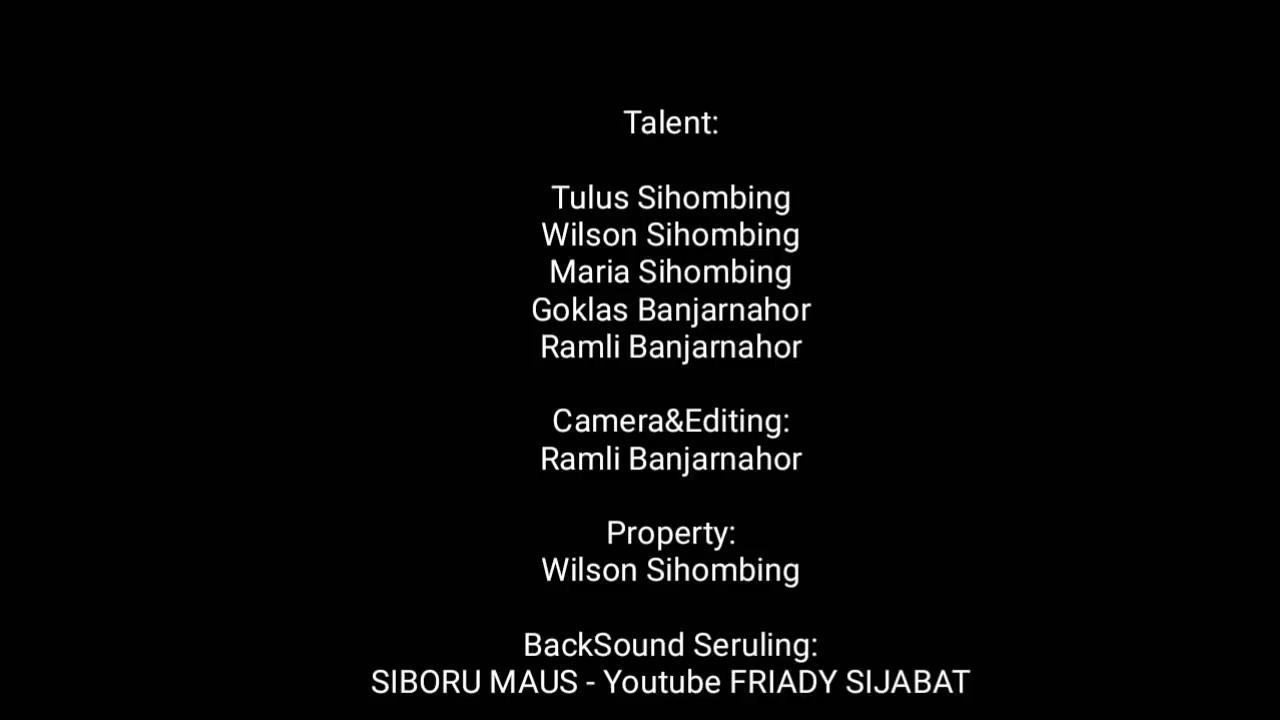 Talent:
Tulus Sihombing
Wilson Sihombing
Maria Sihombing
Goklas Banjarnahor
Ramli Banjarnahor
Camera&Editing:
Ramli Banjarnahor
Property:
Wilson Sihombing
BackSound Seruling:
SIBORU MAUS - Youtube FRIADY SIJABAT